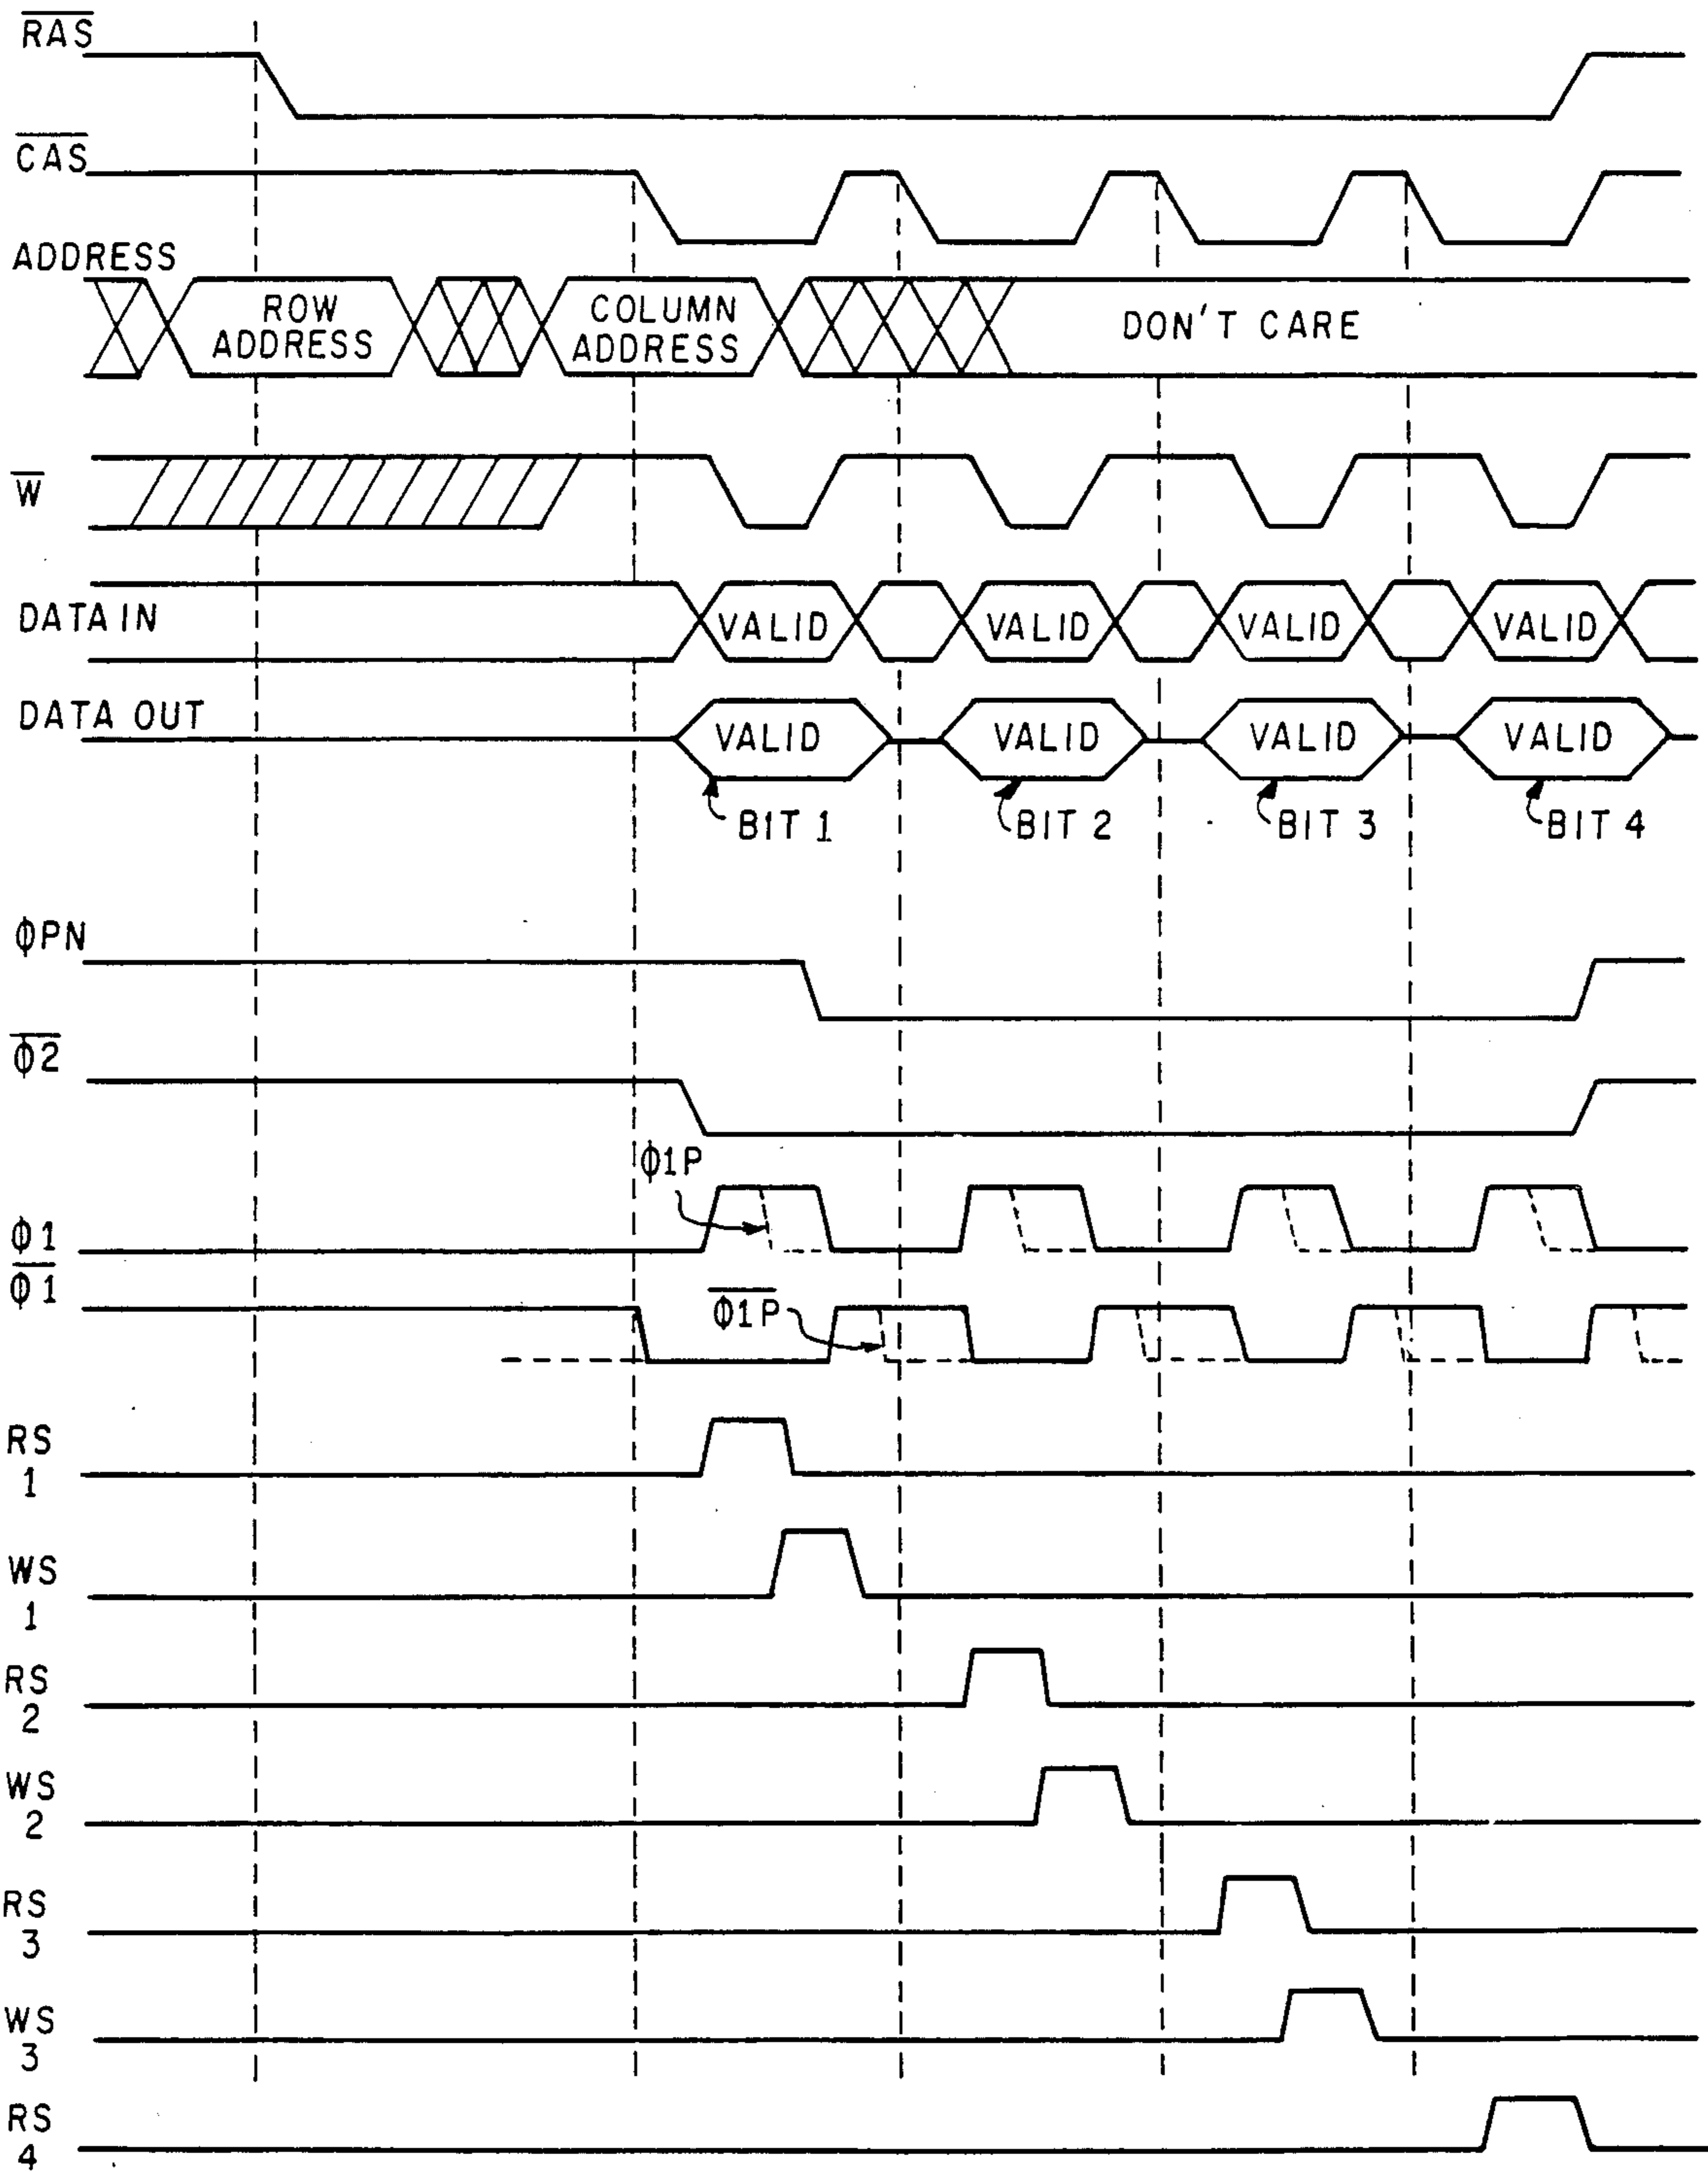 RAS
CAS
ADDRESS
ROW
ADDRESS
COLUMN
ADDRESS
DON'T CARE
W
DATA IN
VALID VALID VALID VALID
DATA OUT
VALID VALID VALID VALID
BIT 1 BIT 2 BIT 3 BIT 4
ϕPN
ϕ2
ϕ1P
ϕ1
ϕ1
ϕ1P
RS
1
WS
1
RS
2
WS
2
RS
3
WS
3
RS
4